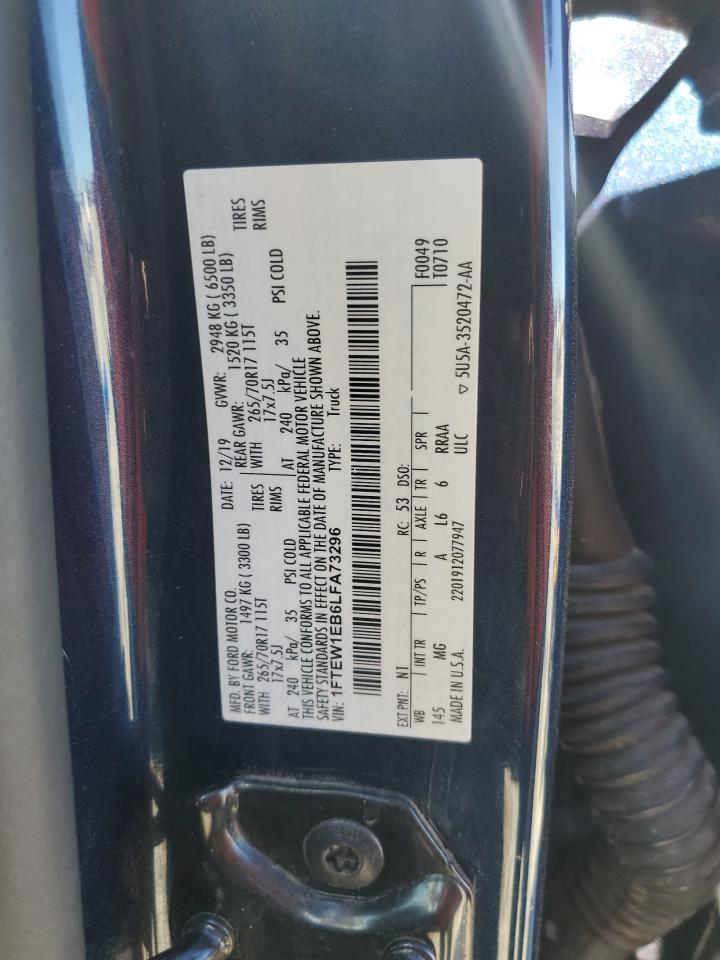 MFD. BY FORD MOTOR CO.
DATE: 12/19 GVWR: 2948 KG ( 6500 LB)
FRONT GAWR: 1497 KG ( 3300 LB)
REAR GAWR: 1520 KG ( 3350 LB)
WITH 265/70R17 115T TIRES
WITH 265/70R17 115T TIRES
17x7.5J RIMS
17x7.5J RIMS
AT 240 kPa/ 35 PSI COLD
AT 240 kPa/ 35 PSI COLD
THIS VEHICLE CONFORMS TO ALL APPLICABLE FEDERAL MOTOR VEHICLE
SAFETY STANDARDS IN EFFECT ON THE DATE OF MANUFACTURE SHOWN ABOVE.
VIN: 1FTEW1EB6LFA73296
TYPE: Truck
EXT PNT: N1 RC: 53 DSO: F0049
WB INT TR TP/PS R AXLE TR SPR T0710
145 MG A L6 6 RRAA
MADE IN U.S.A. 2201912077947 ULC ▽ 5U5A-3520472-AA